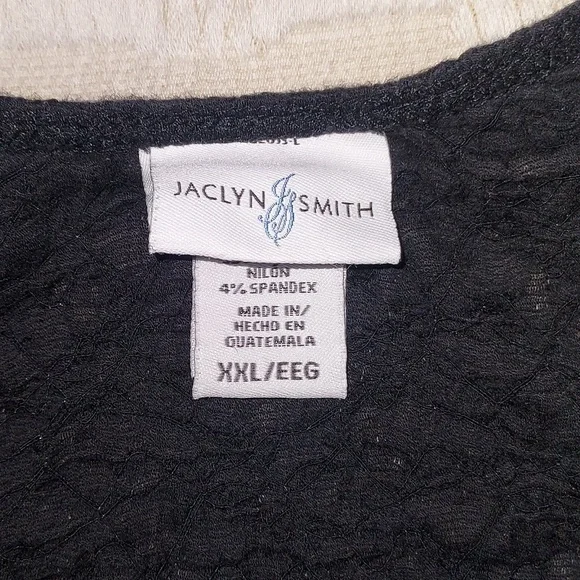 JACLYN SMITH
NILON
4% SPANDEX
MADE IN/
HECHO EN
GUATEMALA
XXL/EEG